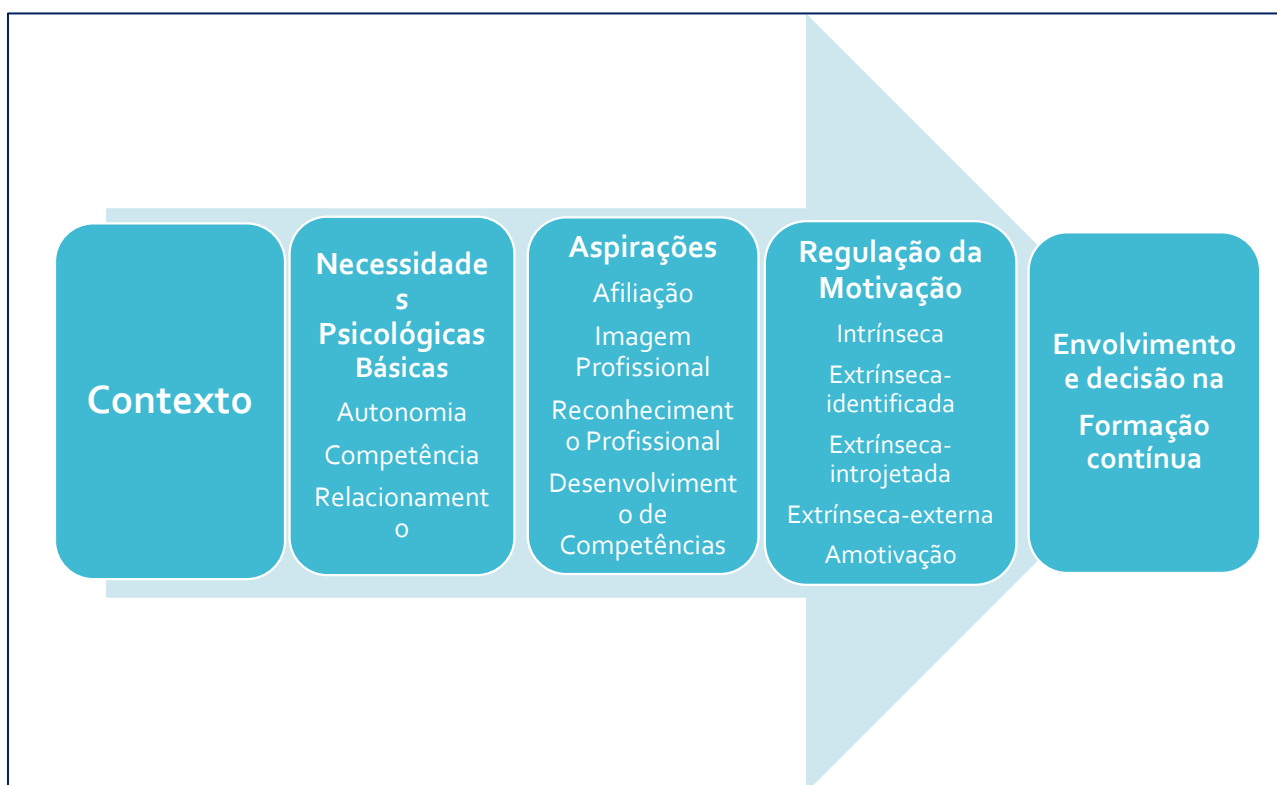 Contexto
Necessidade
s
Psicológicas
Básicas
Autonomia
Competência
Relacionament
o
Aspirações
Afiliação
Imagem
Profissional
Reconheciment
o Profissional
Desenvolviment
o de
Competências
Regulação da
Motivação
Intrínseca
Extrínseca-
identificada
Extrínseca-
introjetada
Extrínseca-externa
Amotivação
Envolvimento
e decisão na
Formação
contínua